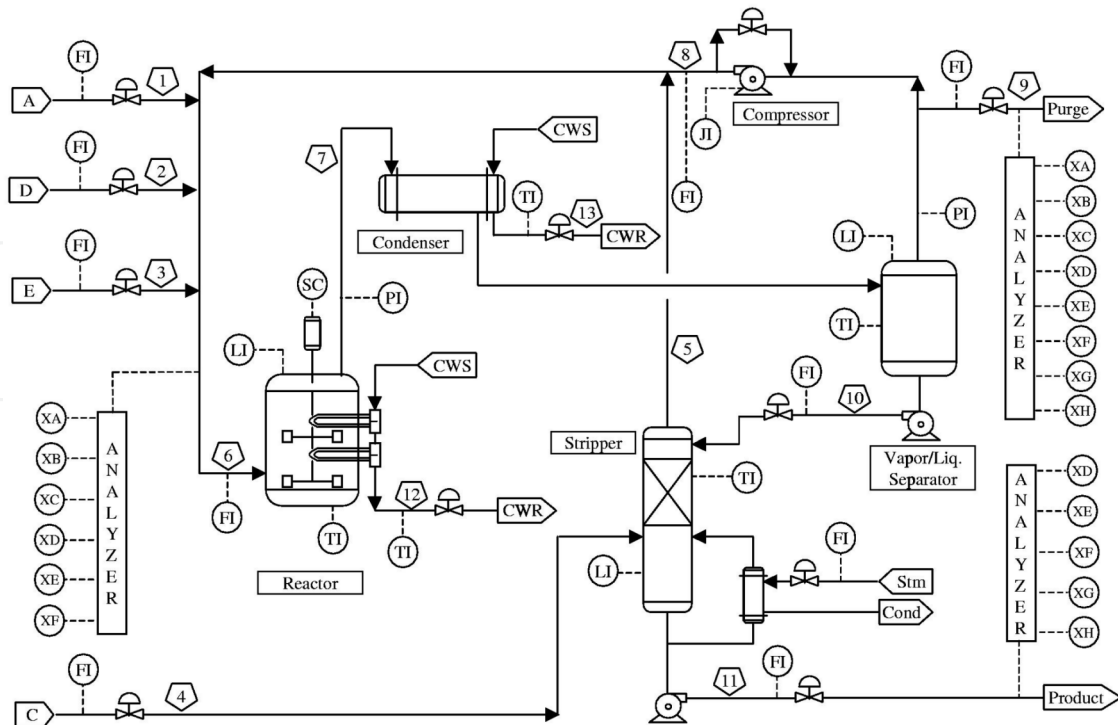 FI
1
A
FI
2
D
FI
3
E
8
FI
JI
Compressor
FI
9
Purge
7
CWS
TI
13
CWR
Condenser
SC
PI
LI
CWS
6
FI
12
CWR
TI
TI
Reactor
5
Stripper
TI
LI
FI
10
LI
PI
TI
Vapor/Liq.
Separator
FI
Stm
Cond
XA
XB
XC
XD
XE
XF
ANALYZER
ANALYZER
XA
XB
XC
XD
XE
XF
XG
XH
ANALYZER
XD
XE
XF
XG
XH
FI
4
C
11
FI
Product